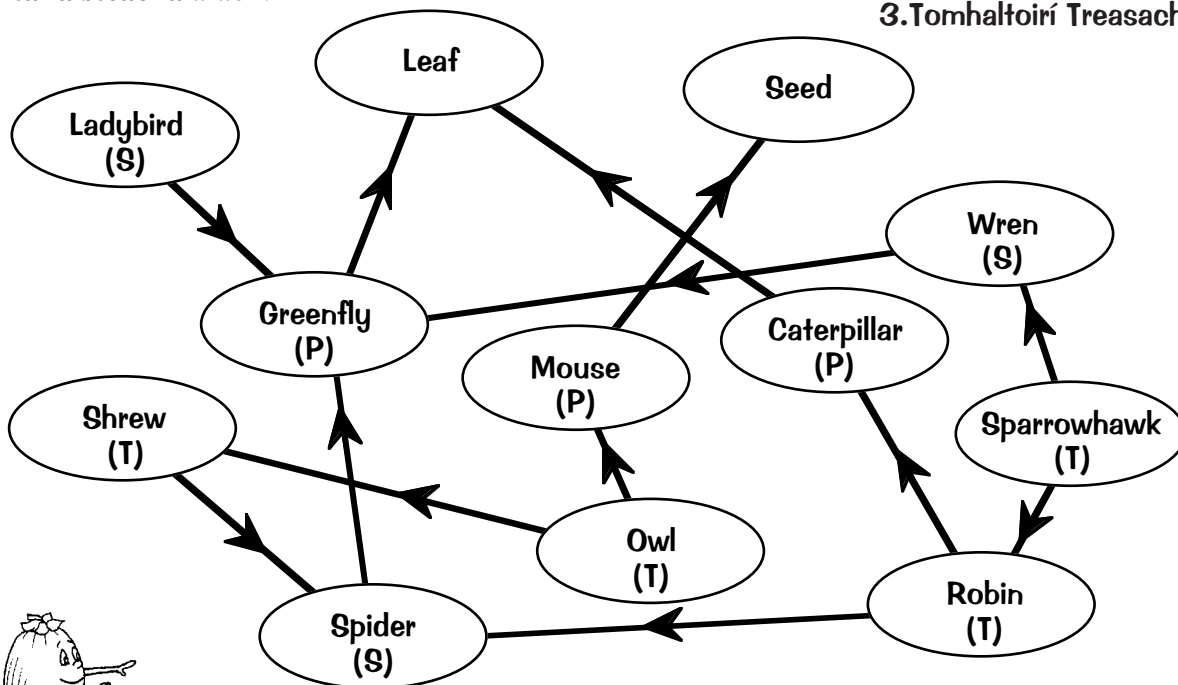 3.Tomhaltoirí Treasach
Leaf
Seed
Ladybird
(S)
Wren
(S)
Greenfly
(P)
Caterpillar
(P)
Mouse
(P)
Shrew
(T)
Sparrowhawk
(T)
Owl
(T)
Robin
(T)
Spider
(S)